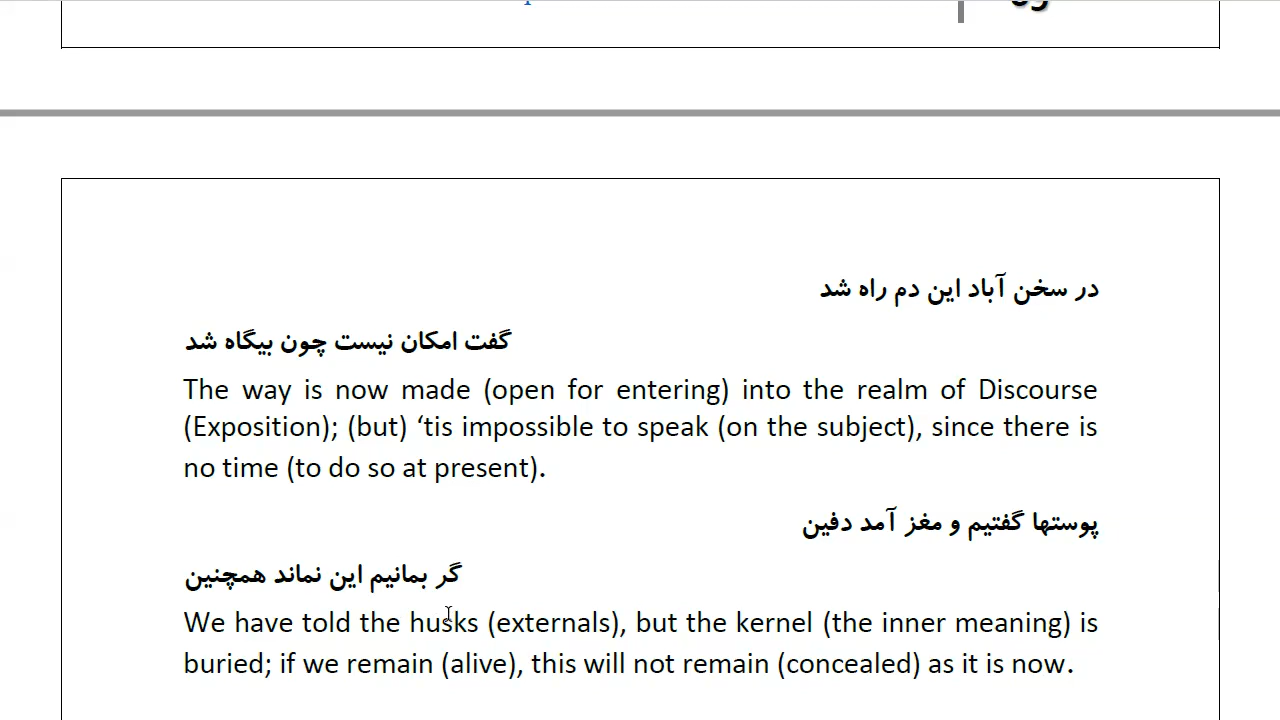 در سخن آباد این دم راه شد
گفت امکان نیست چون بیگاه شد
The way is now made (open for entering) into the realm of Discourse
(Exposition); (but) ‘tis impossible to speak (on the subject), since there is
no time (to do so at present).
پوستها گفتیم و مغز آمد دفین
گر بمانیم این نماند همچنین
We have told the husks (externals), but the kernel (the inner meaning) is
buried; if we remain (alive), this will not remain (concealed) as it is now.